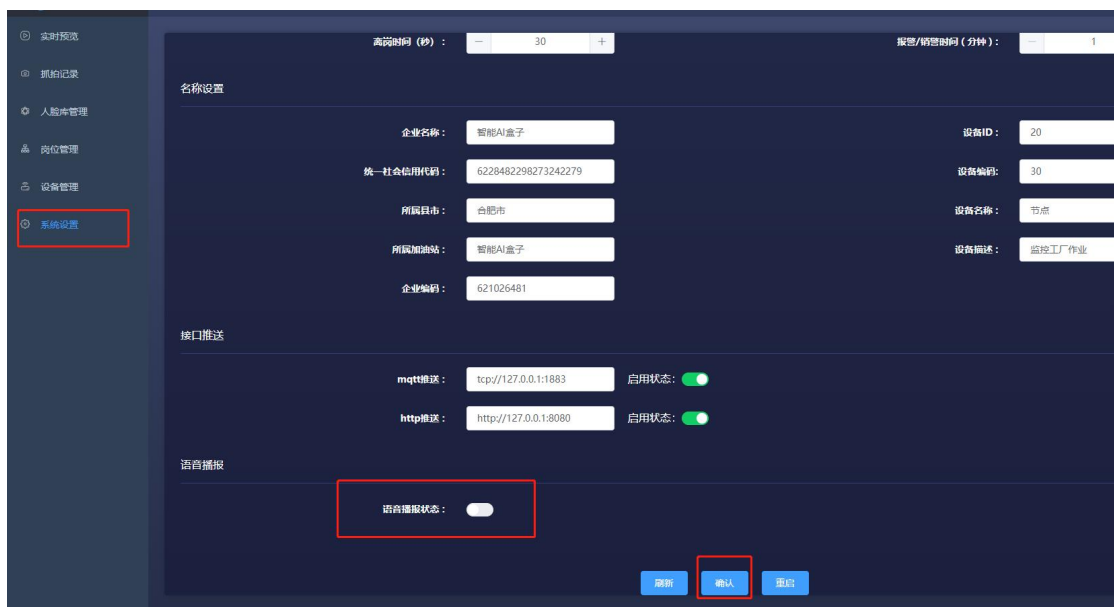 实时预览
抓拍记录
人脸库管理
岗位管理
设备管理
系统设置
离岗时间（秒）： － 30 + 报警/销警时间（分钟）： － 1
名称设置
企业名称： 智能AI盒子 设备ID： 20
统一社会信用代码： 6228482298273242279 设备编码: 30
所属县市： 合肥市 设备名称： 节点
所属加油站： 智能AI盒子 设备描述： 监控工厂作业
企业编码： 621026481
接口推送
mqtt推送： tcp://127.0.0.1:1883 启用状态：
http推送： http://127.0.0.1:8080 启用状态：
语音播报
语音播报状态：
刷新 确认 重启